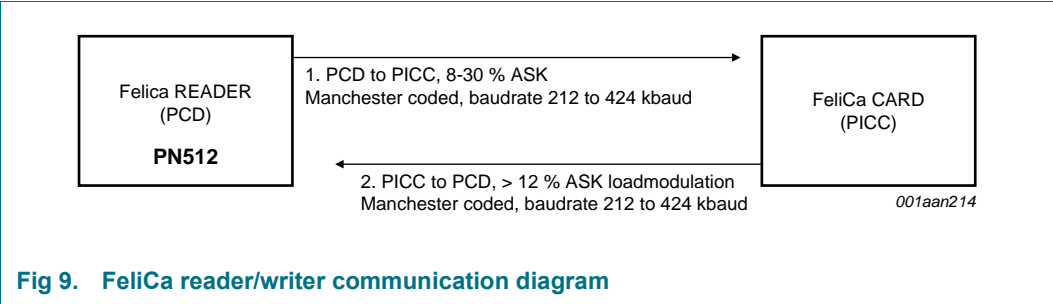 Felica READER
(PCD)
PN512
1. PCD to PICC, 8-30 % ASK
Manchester coded, baudrate 212 to 424 kbaud
2. PICC to PCD, > 12 % ASK loadmodulation
Manchester coded, baudrate 212 to 424 kbaud
FeliCa CARD
(PICC)
001aan214
Fig 9. FeliCa reader/writer communication diagram